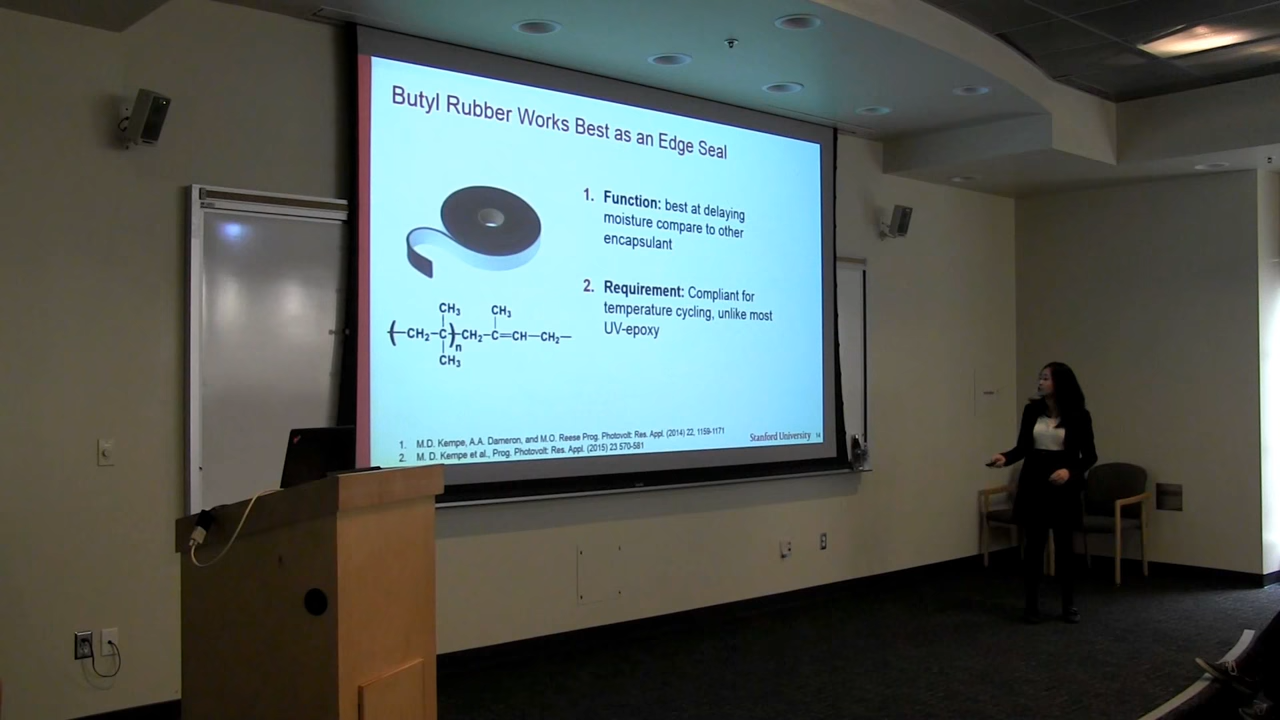 Butyl Rubber Works Best as an Edge Seal
1. Function: best at delaying
moisture compare to other
encapsulant
2. Requirement: Compliant for
temperature cycling, unlike most
UV-epoxy
CH₃ CH₃
(CH₂-C)ₙCH₂-C=CH-CH₂-
CH₃
1. M.D. Kempe, A.A. Dameron, and M.O. Reese Prog. Photovolt: Res. Appl. (2014) 22, 1159-1171
2. M. D. Kempe et al., Prog. Photovolt: Res. Appl. (2015) 23 570-581
Stanford University 14